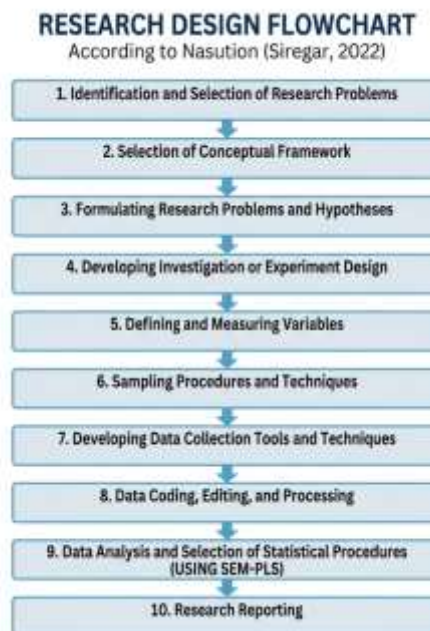 RESEARCH DESIGN FLOWCHART
According to Nasution (Siregar, 2022)
1. Identification and Selection of Research Problems
2. Selection of Conceptual Framework
3. Formulating Research Problems and Hypotheses
4. Developing Investigation or Experiment Design
5. Defining and Measuring Variables
6. Sampling Procedures and Techniques
7. Developing Data Collection Tools and Techniques
8. Data Coding, Editing, and Processing
9. Data Analysis and Selection of Statistical Procedures
(USING SEM-PLS)
10. Research Reporting